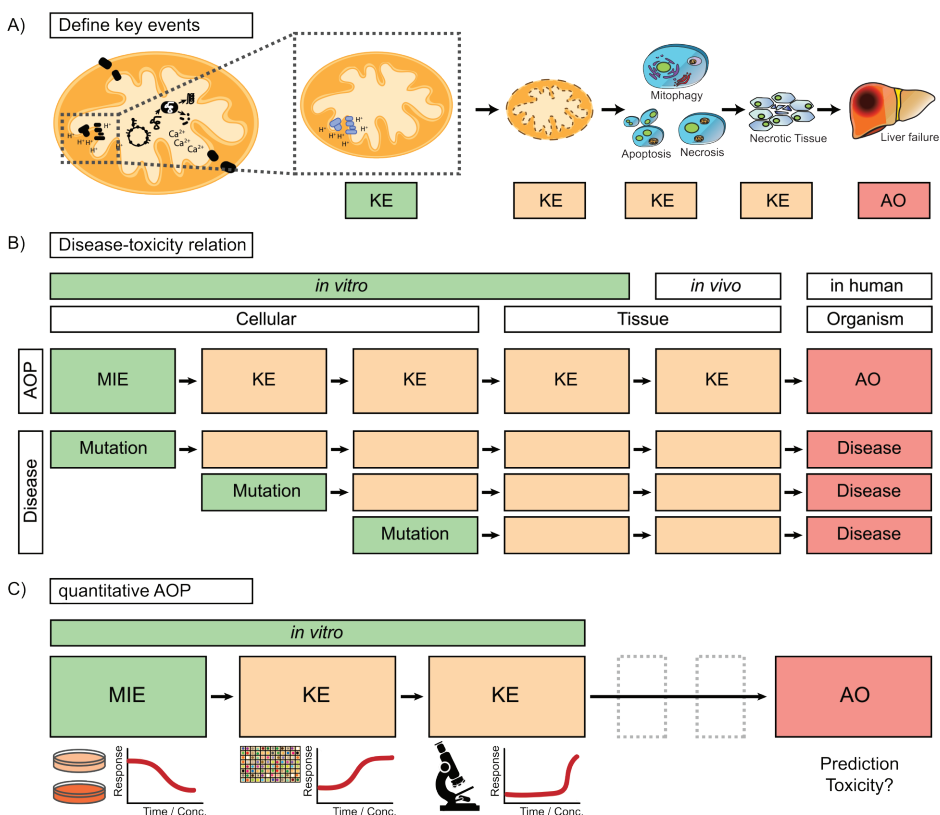 A)
Define key events
H⁺
H⁺
H⁺
H⁺
H⁺
Ca²⁺
Ca²⁺
Ca²⁺
H⁺
H⁺
H⁺
H⁺
H⁺
Mitophagy
Apoptosis
Necrosis
Necrotic Tissue
Liver failure
KE
KE
KE
KE
AO
B)
Disease-toxicity relation
in vitro
in vivo
in human
Cellular
Tissue
Organism
AOP
MIE
KE
KE
KE
KE
AO
Disease
Mutation
Disease
Mutation
Disease
Mutation
Disease
C)
quantitative AOP
in vitro
MIE
KE
KE
AO
Response
Time / Conc.
Response
Time / Conc.
Response
Time / Conc.
Prediction
Toxicity?